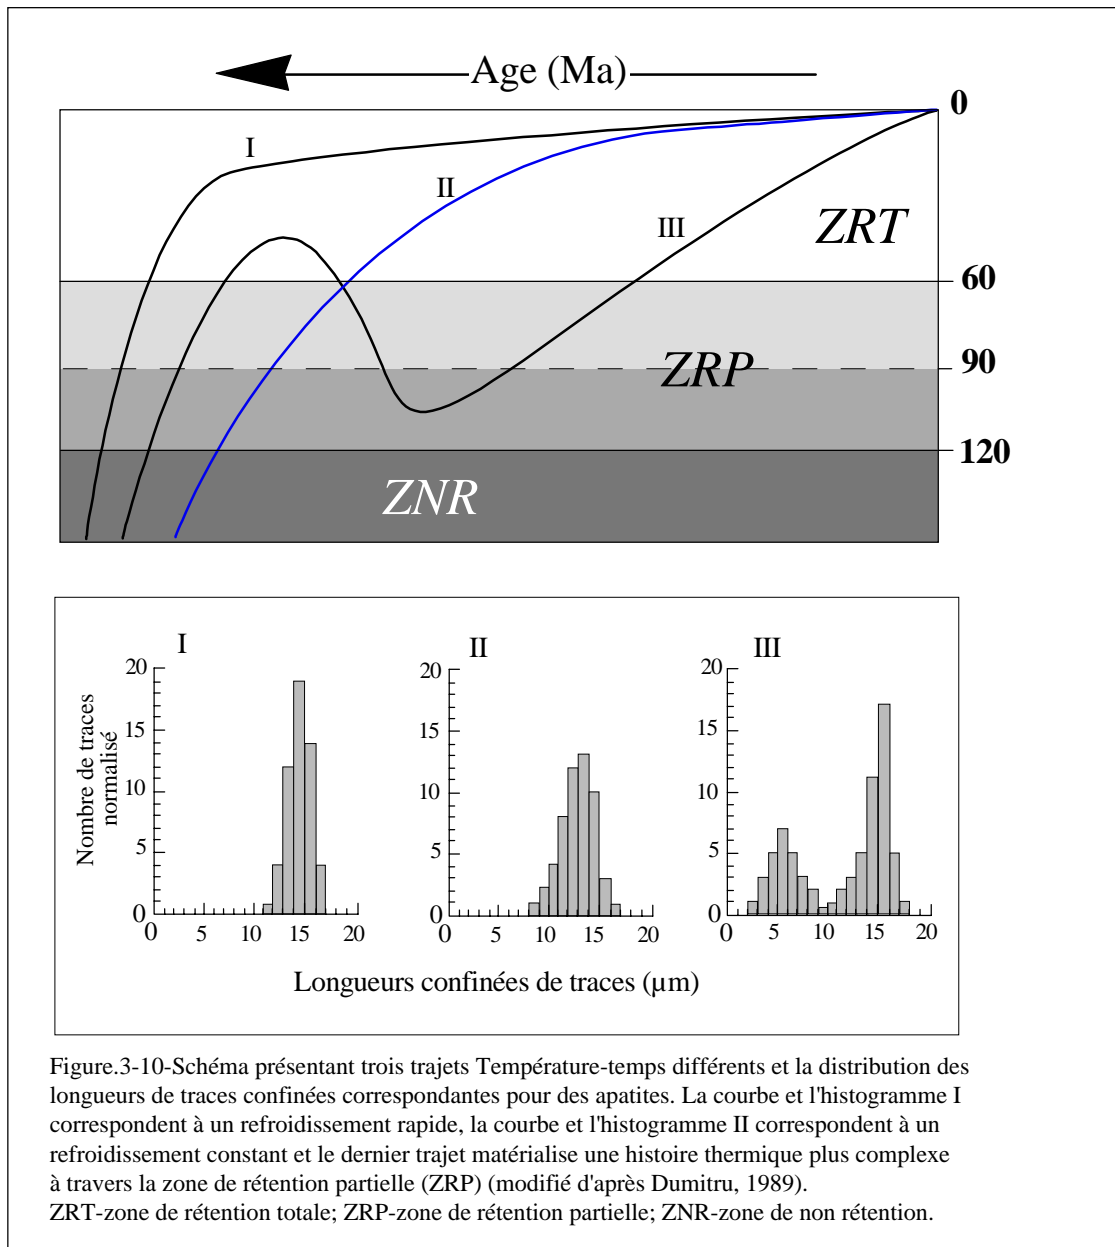 Age (Ma)
0
I
II
III
ZRT
60
ZRP
90
120
ZNR
I
II
III
Nombre de traces
normalisé
20
15
10
5
0
0 5 10 15 20
20
15
10
5
0
0 5 10 15 20
20
15
10
5
0
0 5 10 15 20
Longueurs confinées de traces (µm)
Figure.3-10-Schéma présentant trois trajets Température-temps différents et la distribution des
longueurs de traces confinées correspondantes pour des apatites. La courbe et l'histogramme I
correspondent à un refroidissement rapide, la courbe et l'histogramme II correspondent à un
refroidissement constant et le dernier trajet matérialise une histoire thermique plus complexe
à travers la zone de rétention partielle (ZRP) (modifié d'après Dumitru, 1989).
ZRT-zone de rétention totale; ZRP-zone de rétention partielle; ZNR-zone de non rétention.